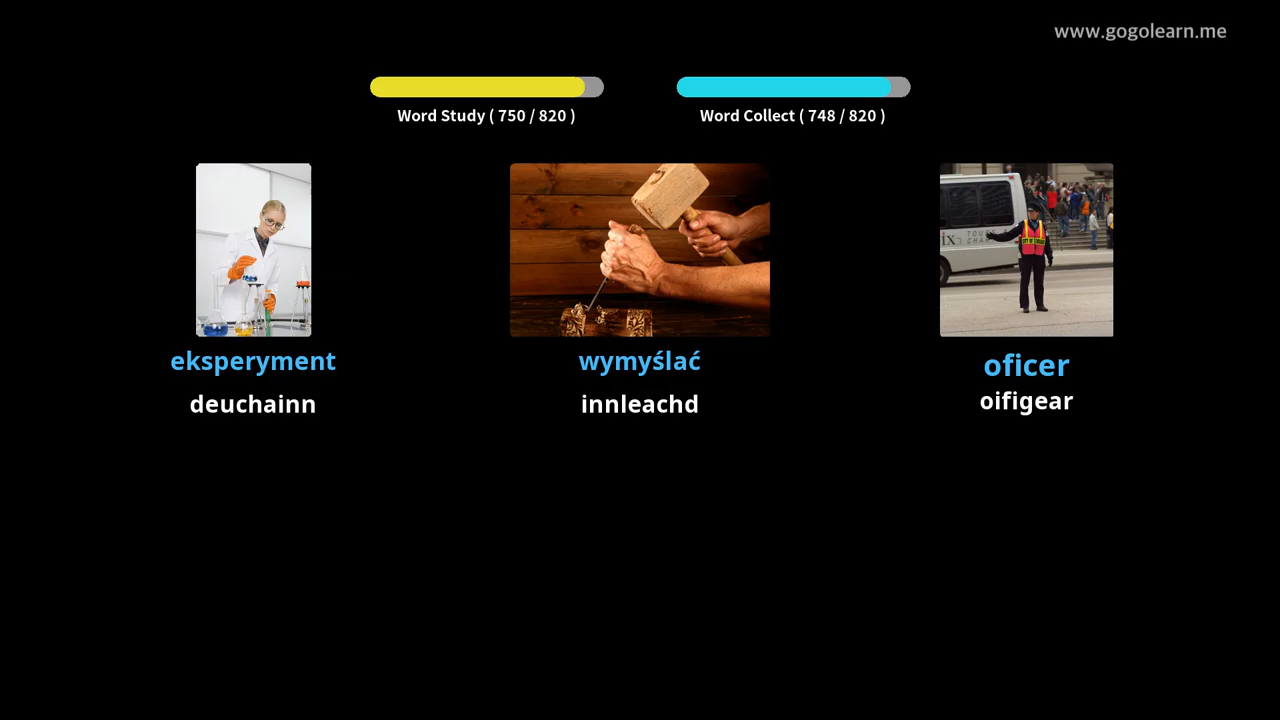 www.gogolearn.me
Word Study ( 750 / 820 )
Word Collect ( 748 / 820 )
eksperyment
deuchainn
wymyślać
innleachd
oficer
oifigear